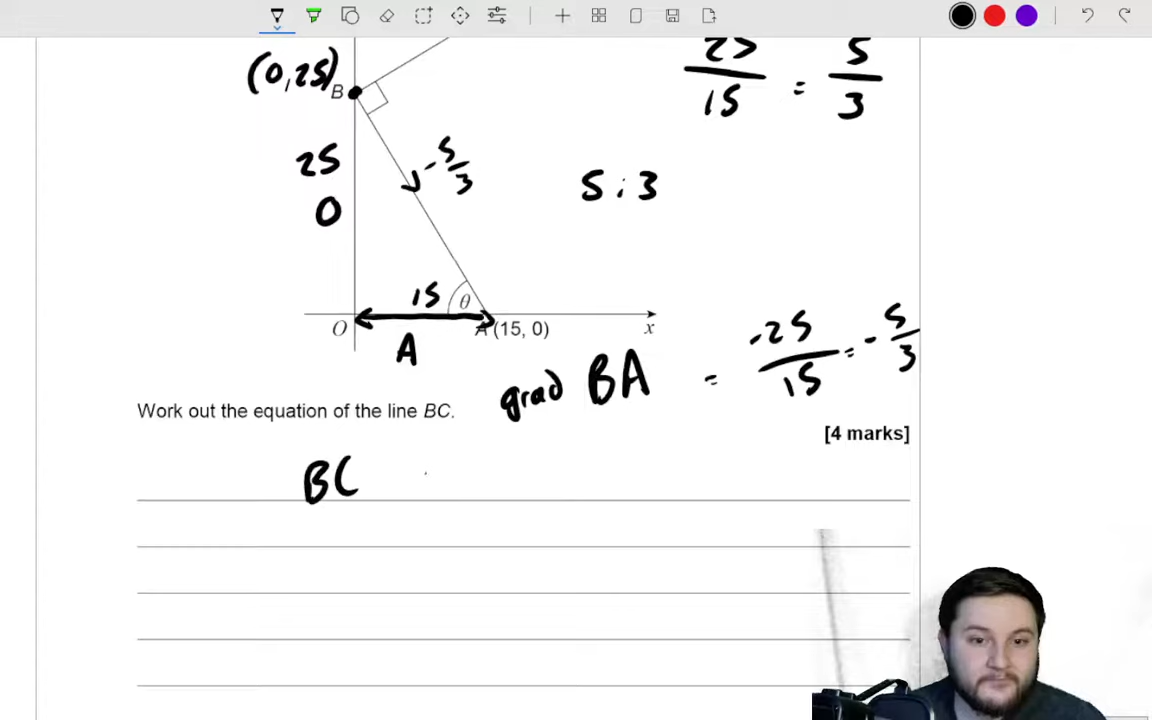 (0,25)
B
25
0
-5/3
25/15 = 5/3
5:3
15
θ
O
A (15, 0)
x
A
grad BA = -25/15 = -5/3
Work out the equation of the line BC.
[4 marks]
BC